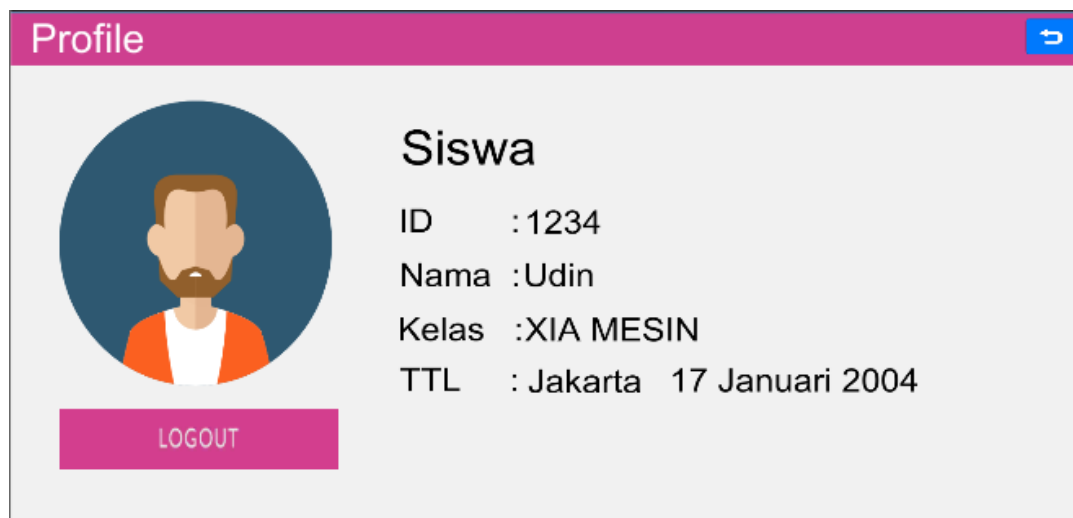 Profile
Siswa
ID :1234
Nama :Udin
Kelas :XIA MESIN
TTL : Jakarta 17 Januari 2004
LOGOUT